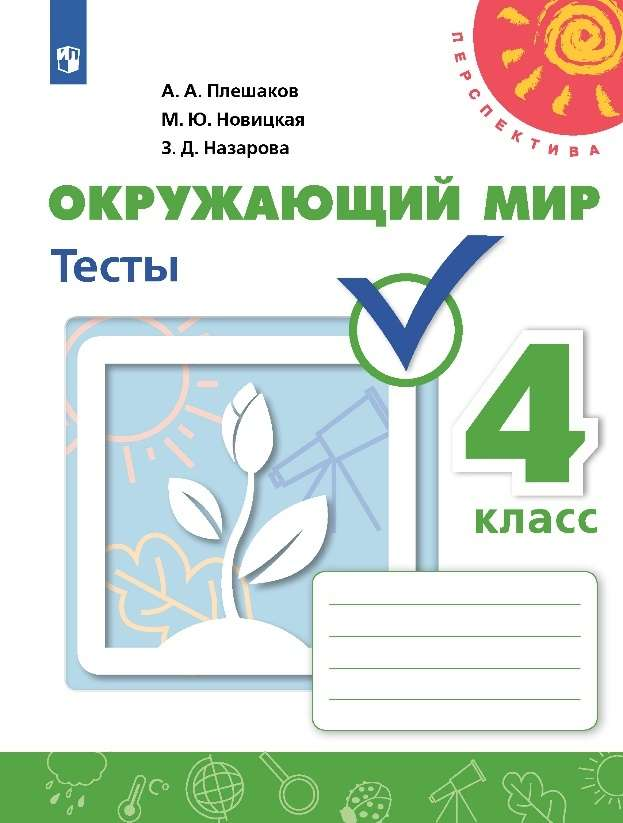 А. А. Плешаков
М. Ю. Новицкая
З. Д. Назарова
ПЕРСПЕКТИВА
ОКРУЖАЮЩИЙ МИР
Тесты
4
класс
°C